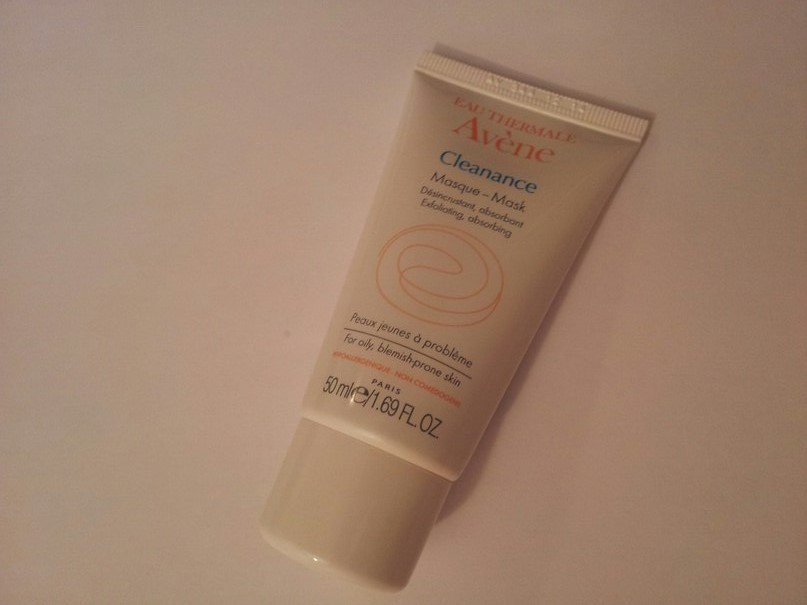 EAU THERMALE
Avène
Cleanance
Masque - Mask
Désincrustant, absorbant
Exfoliating, absorbing
Peaux jeunes à problème
For oily, blemish-prone skin
HYPOALLERGÉNIQUE - NON COMEDOGENIC
PARIS
50 ml℮/1.69 FL. OZ.